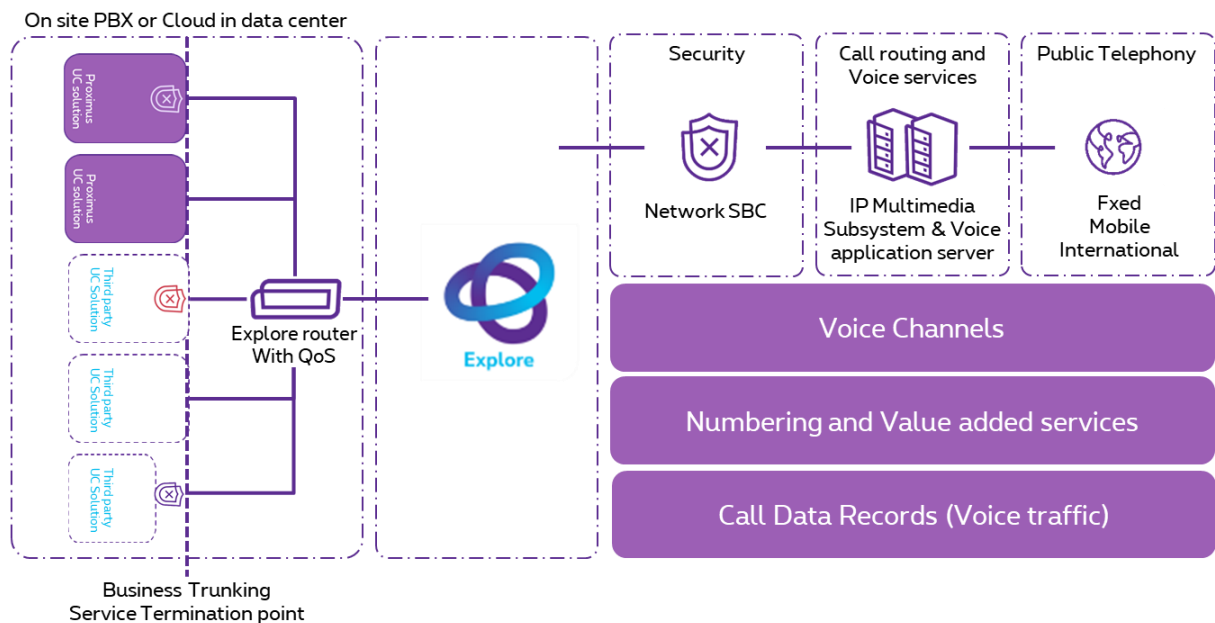 On site PBX or Cloud in data center
Proximus
UC solution
Proximus
UC solution
Third party
UC Solution
Third party
UC Solution
Third party
UC Solution
Explore router
With QoS
Business Trunking
Service Termination point
Explore
Security
Network SBC
Call routing and
Voice services
IP Multimedia
Subsystem & Voice
application server
Public Telephony
Fxed
Mobile
International
Voice Channels
Numbering and Value added services
Call Data Records (Voice traffic)